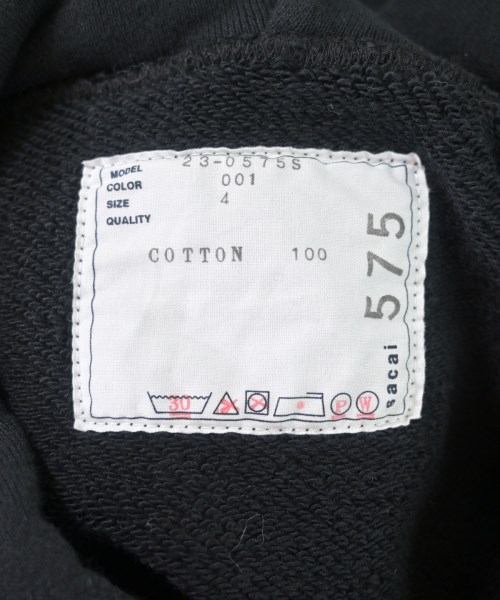 MODEL 23-0575S
COLOR 001
SIZE 4
QUALITY
COTTON 100
575
sacai
30
P W